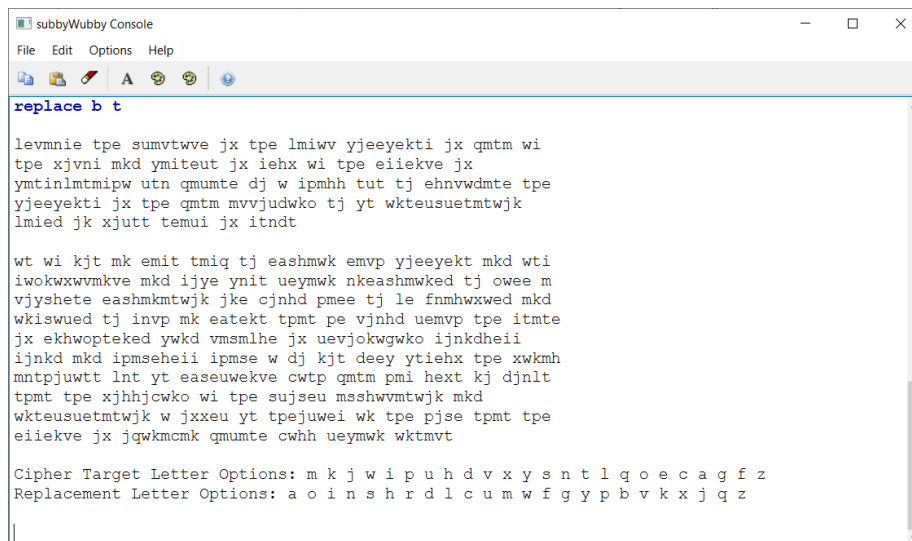 subbyWubby Console
File Edit Options Help
replace b t
levmnie tpe sumvtwve jx tpe lmiwv yjeeyekti jx qmtm wi
tpe xjvni mkd ymiteut jx iehx wi tpe eiiekve jx
ymtinlmtmipw utn qmumte dj w ipmhh tut tj ehnvwdmte tpe
yjeeyekti jx tpe qmtm mvvjudwko tj yt wkteusuetmtwjk
lmied jk xjutt temui jx itndt
wt wi kjt mk emit tmiq tj eashmwk emvp yjeeyekt mkd wti
iwokwxwvmkve mkd ijye ynit ueymwk nkeashmwked tj owee m
vjyshete eashmkmtwjk jke cjnhd pmee tj le fnmhwxwed mkd
wkiswued tj invp mk eatekt tpmt pe vjnhd uemvp tpe itmte
jx ekhwopteked ywkd vmsmlhe jx uevjokwgwko ijnkdheii
ijnkd mkd ipmseheii ipmse w dj kjt deey ytiehx tpe xwkmh
mntpjuwtt lnt yt easeuwekve cwtp qmtm pmi hext kj djnlt
tpmt tpe xjhhjcwko wi tpe sujseu msshwvmtwjk mkd
wkteusuetmtwjk w jxxeu yt tpejuwei wk tpe pjse tpmt tpe
eiiekve jx jqwkmcmk qmumte cwhh ueymwk wktmvt
Cipher Target Letter Options: m k j w i p u h d v x y s n t l q o e c a g f z
Replacement Letter Options: a o i n s h r d l c u m w f g y p b v k x j q z